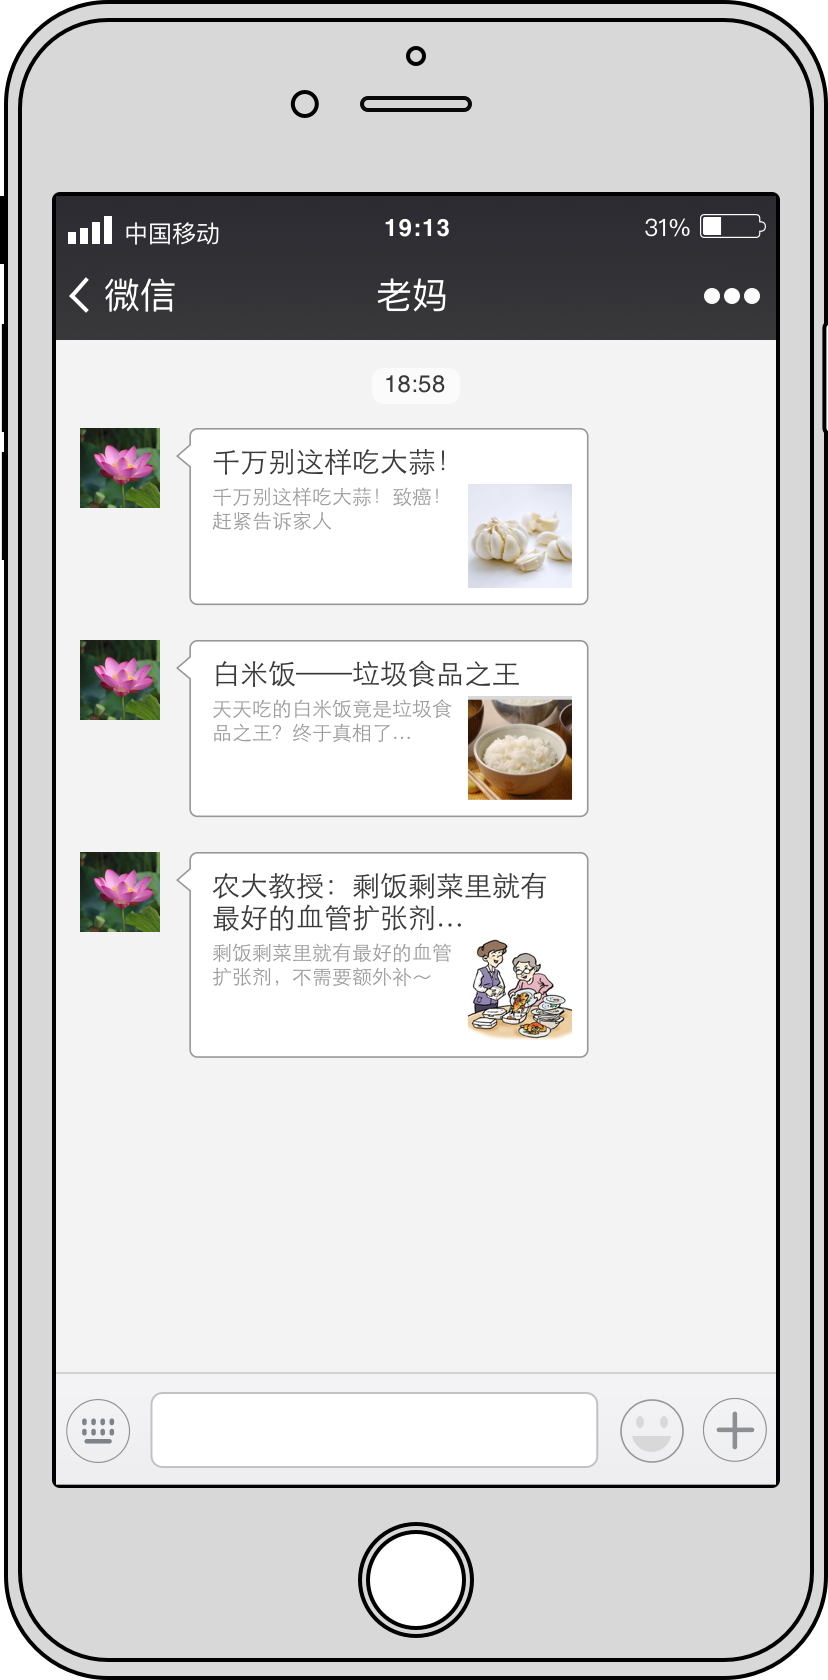 中国移动 19:13 31%
微信 老妈
18:58
千万别这样吃大蒜！
千万别这样吃大蒜！致癌！
赶紧告诉家人
白米饭——垃圾食品之王
天天吃的白米饭竟是垃圾食
品之王？终于真相了...
农大教授：剩饭剩菜里就有
最好的血管扩张剂...
剩饭剩菜里就有最好的血管
扩张剂，不需要额外补～